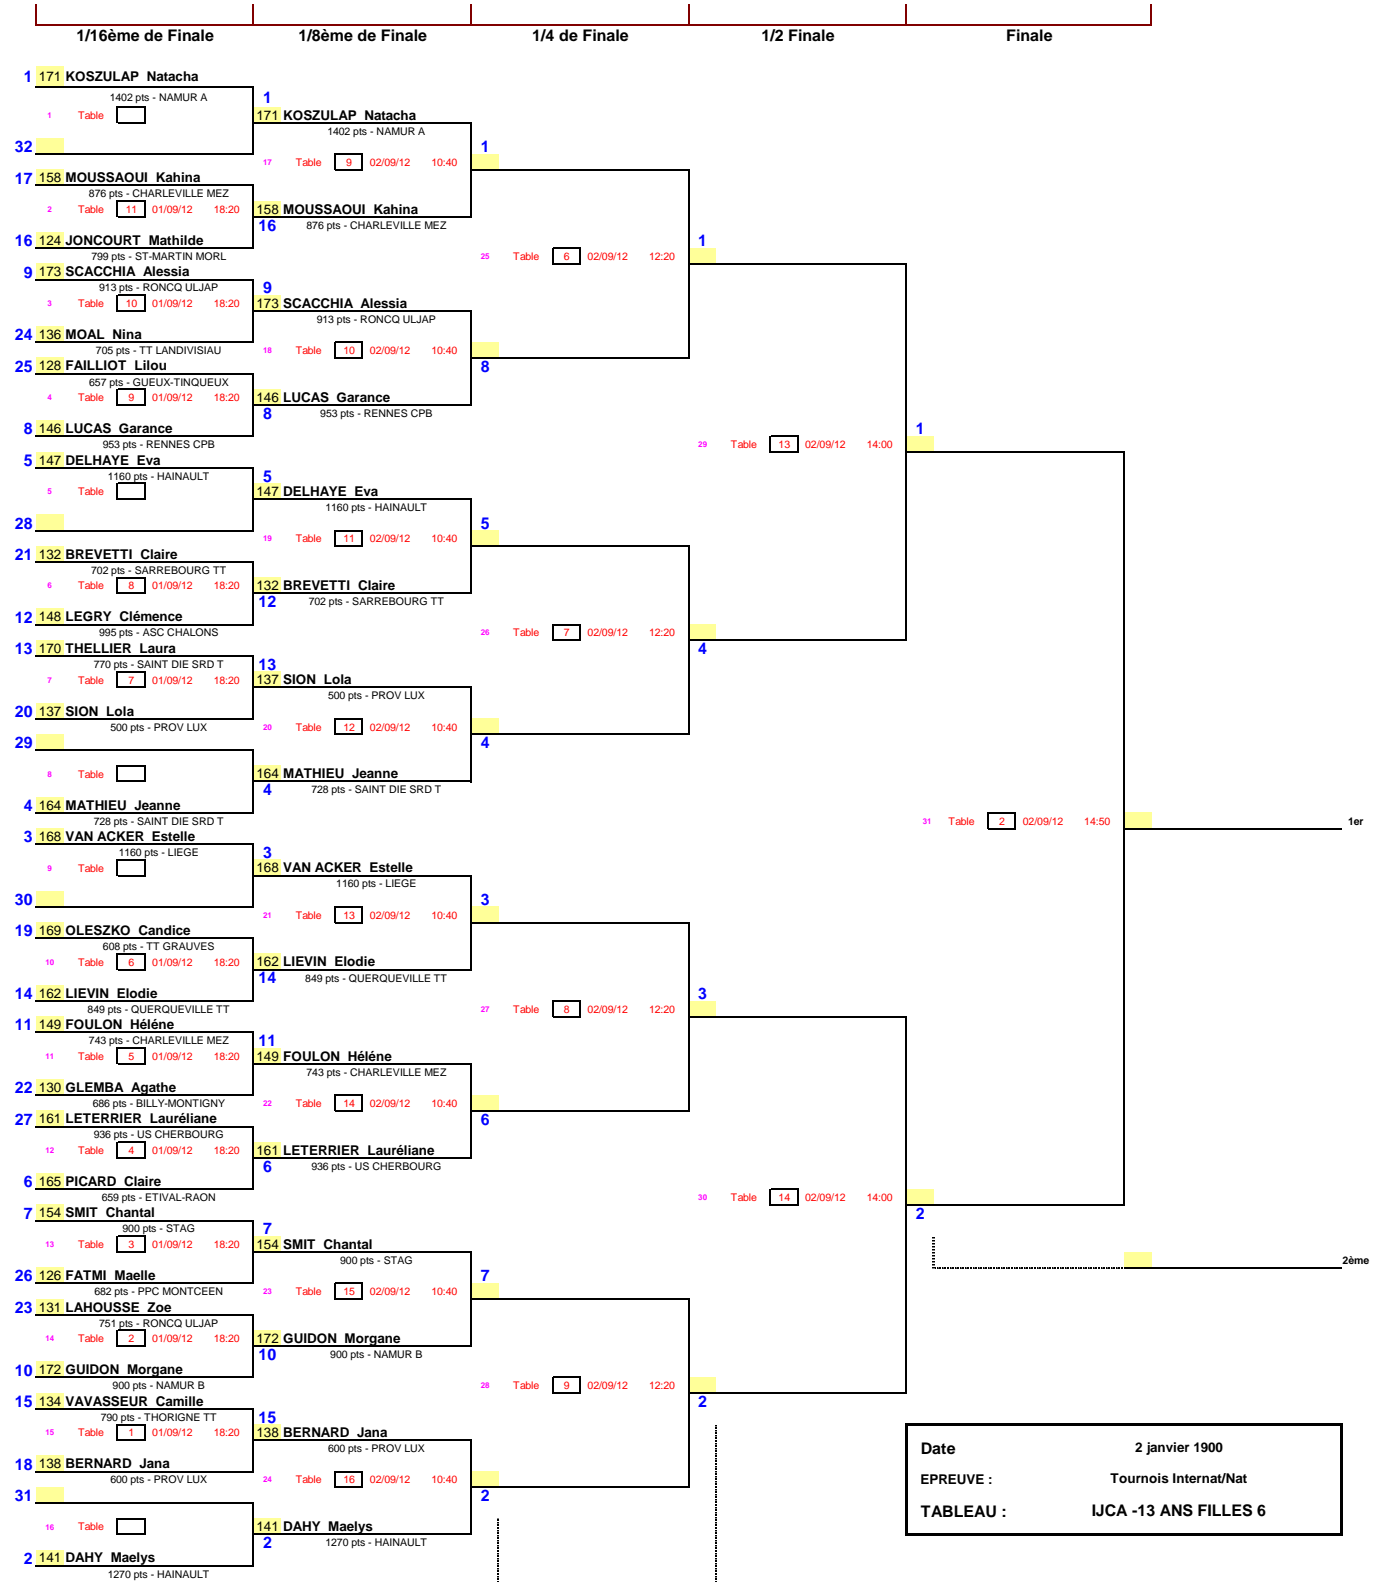 1/16ème de Finale 1/8ème de Finale 1/4 de Finale 1/2 Finale Finale
1 171 KOSZULAP Natacha
1402 pts - NAMUR A 1
1 Table 171 KOSZULAP Natacha
1402 pts - NAMUR A
32 1
17 Table 9 02/09/12 10:40
17 158 MOUSSAOUI Kahina
876 pts - CHARLEVILLE MEZ
2 Table 11 01/09/12 18:20 158 MOUSSAOUI Kahina
16 876 pts - CHARLEVILLE MEZ
16 124 JONCOURT Mathilde 1
799 pts - ST-MARTIN MORL 25 Table 6 02/09/12 12:20
9 173 SCACCHIA Alessia
913 pts - RONCQ ULJAP 9
3 Table 10 01/09/12 18:20 173 SCACCHIA Alessia
913 pts - RONCQ ULJAP
24 136 MOAL Nina
705 pts - TT LANDIVISIAU 18 Table 10 02/09/12 10:40
25 128 FAILLIOT Lilou 8
657 pts - GUEUX-TINQUEUX
4 Table 9 01/09/12 18:20 146 LUCAS Garance
8 953 pts - RENNES CPB
8 146 LUCAS Garance 1
953 pts - RENNES CPB 29 Table 13 02/09/12 14:00
5 147 DELHAYE Eva
1160 pts - HAINAULT 5
5 Table 147 DELHAYE Eva
1160 pts - HAINAULT
28 5
19 Table 11 02/09/12 10:40
21 132 BREVETTI Claire
702 pts - SARREBOURG TT
6 Table 8 01/09/12 18:20 132 BREVETTI Claire
12 702 pts - SARREBOURG TT
12 148 LEGRY Clémence
995 pts - ASC CHALONS 26 Table 7 02/09/12 12:20
13 170 THELLIER Laura 4
770 pts - SAINT DIE SRD T 13
7 Table 7 01/09/12 18:20 137 SION Lola
500 pts - PROV LUX
20 137 SION Lola
500 pts - PROV LUX 20 Table 12 02/09/12 10:40
29 4
8 Table 164 MATHIEU Jeanne
4 728 pts - SAINT DIE SRD T
4 164 MATHIEU Jeanne
728 pts - SAINT DIE SRD T 31 Table 2 02/09/12 14:50 1er
3 168 VAN ACKER Estelle
1160 pts - LIEGE 3
9 Table 168 VAN ACKER Estelle
1160 pts - LIEGE
30 3
21 Table 13 02/09/12 10:40
19 169 OLESZKO Candice
608 pts - TT GRAUVES
10 Table 6 01/09/12 18:20 162 LIEVIN Elodie
14 849 pts - QUERQUEVILLE TT
14 162 LIEVIN Elodie 3
849 pts - QUERQUEVILLE TT 27 Table 8 02/09/12 12:20
11 149 FOULON Héléne
743 pts - CHARLEVILLE MEZ 11
11 Table 5 01/09/12 18:20 149 FOULON Héléne
743 pts - CHARLEVILLE MEZ
22 130 GLEMBA Agathe
686 pts - BILLY-MONTIGNY 22 Table 14 02/09/12 10:40
27 161 LETERRIER Lauréliane 6
936 pts - US CHERBOURG
12 Table 4 01/09/12 18:20 161 LETERRIER Lauréliane
6 936 pts - US CHERBOURG
6 165 PICARD Claire
659 pts - ETIVAL-RAON 30 Table 14 02/09/12 14:00
7 154 SMIT Chantal 2
900 pts - STAG 7
13 Table 3 01/09/12 18:20 154 SMIT Chantal
900 pts - STAG 2ème
26 126 FATMI Maelle 7
682 pts - PPC MONTCEEN 23 Table 15 02/09/12 10:40
23 131 LAHOUSSE Zoe
751 pts - RONCQ ULJAP
14 Table 2 01/09/12 18:20 172 GUIDON Morgane
10 900 pts - NAMUR B
10 172 GUIDON Morgane
900 pts - NAMUR B 28 Table 9 02/09/12 12:20
15 134 VAVASSEUR Camille 2
790 pts - THORIGNE TT 15
15 Table 1 01/09/12 18:20 138 BERNARD Jana
600 pts - PROV LUX
Date 2 janvier 1900
18 138 BERNARD Jana
600 pts - PROV LUX 24 Table 16 02/09/12 10:40
EPREUVE : Tournois Internat/Nat
31 2
TABLEAU : IJCA -13 ANS FILLES 6
16 Table 141 DAHY Maelys
2 1270 pts - HAINAULT
2 141 DAHY Maelys
1270 pts - HAINAULT